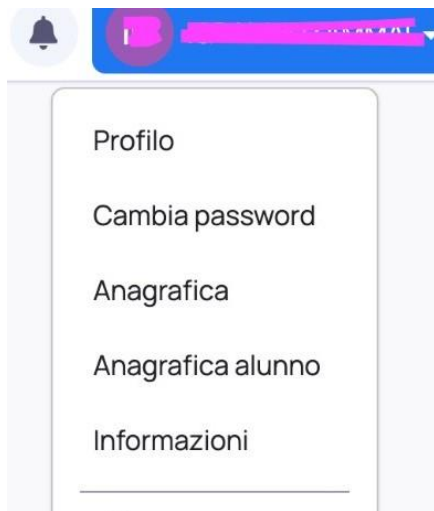 Profilo
Cambia password
Anagrafica
Anagrafica alunno
Informazioni